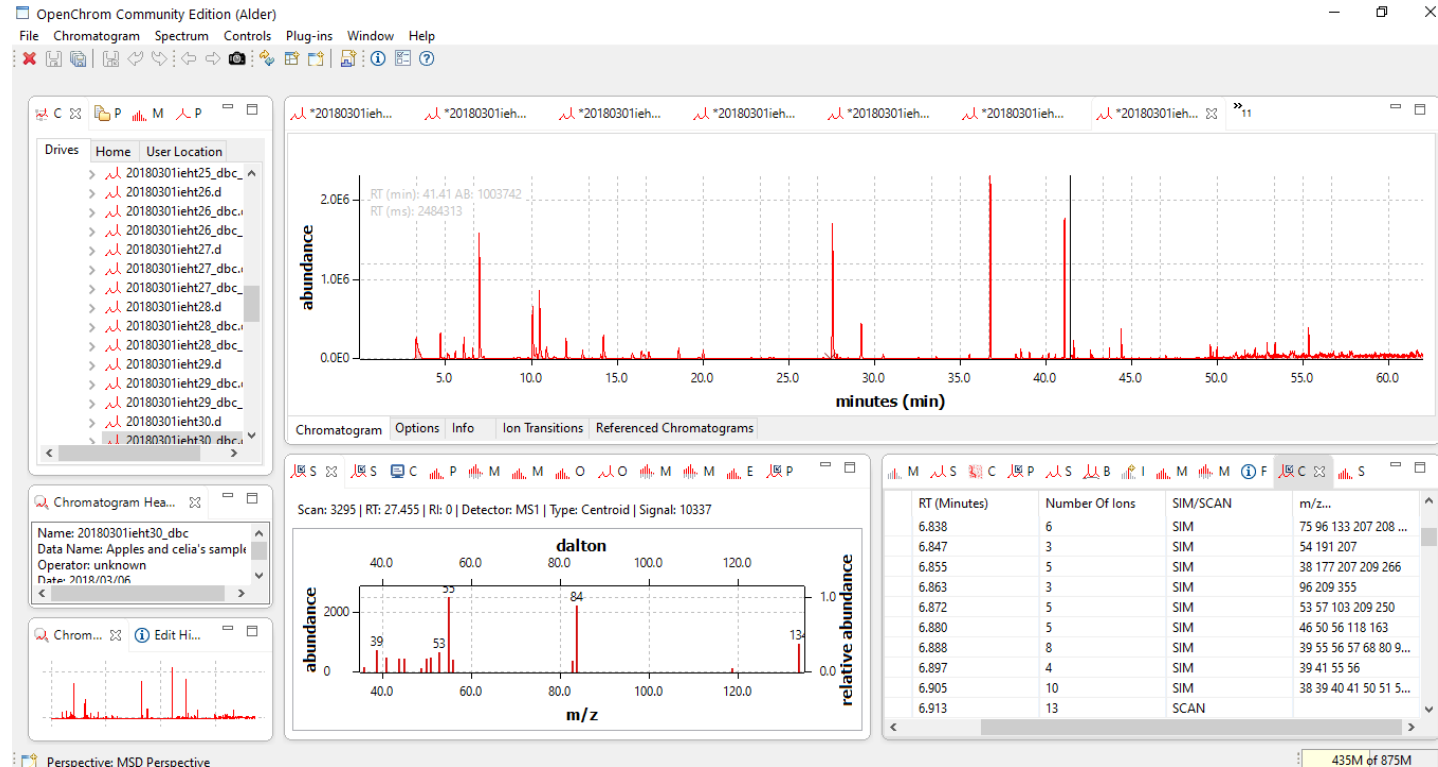 OpenChrom Community Edition (Alder)
File Chromatogram Spectrum Controls Plug-ins Window Help
C P M P
Drives Home User Location
20180301ieht25_dbc_
20180301ieht26.d
20180301ieht26_dbc.
20180301ieht26_dbc_
20180301ieht27.d
20180301ieht27_dbc.
20180301ieht27_dbc_
20180301ieht28.d
20180301ieht28_dbc.
20180301ieht28_dbc_
20180301ieht29.d
20180301ieht29_dbc.
20180301ieht29_dbc_
20180301ieht30.d
20180301ieht30_dbc.
Chromatogram Hea...
Name: 20180301ieht30_dbc
Data Name: Apples and celia's sample
Operator: unknown
Date: 2018/03/06
Chrom... Edit Hi...
*20180301ieh... *20180301ieh... *20180301ieh... *20180301ieh... *20180301ieh... *20180301ieh... *20180301ieh... »11
RT (min): 41.41 AB: 1003742
RT (ms): 2484313
abundance
2.0E6
1.0E6
0.0E0
5.0 10.0 15.0 20.0 25.0 30.0 35.0 40.0 45.0 50.0 55.0 60.0
minutes (min)
Chromatogram Options Info Ion Transitions Referenced Chromatograms
S S C P M M O O M M E P
Scan: 3295 | RT: 27.455 | RI: 0 | Detector: MS1 | Type: Centroid | Signal: 10337
dalton
40.0 60.0 80.0 100.0 120.0
abundance
2000
0
39 53 55 84 134
1.0
0.0
relative abundance
40.0 60.0 80.0 100.0 120.0
m/z
M S C P S B I M M F C S
RT (Minutes) Number Of Ions SIM/SCAN m/z...
6.838 6 SIM 75 96 133 207 208 ...
6.847 3 SIM 54 191 207
6.855 5 SIM 38 177 207 209 266
6.863 3 SIM 96 209 355
6.872 5 SIM 53 57 103 209 250
6.880 5 SIM 46 50 56 118 163
6.888 8 SIM 39 55 56 57 68 80 9...
6.897 4 SIM 39 41 55 56
6.905 10 SIM 38 39 40 41 50 51 5...
6.913 13 SCAN
Perspective: MSD Perspective
435M of 875M